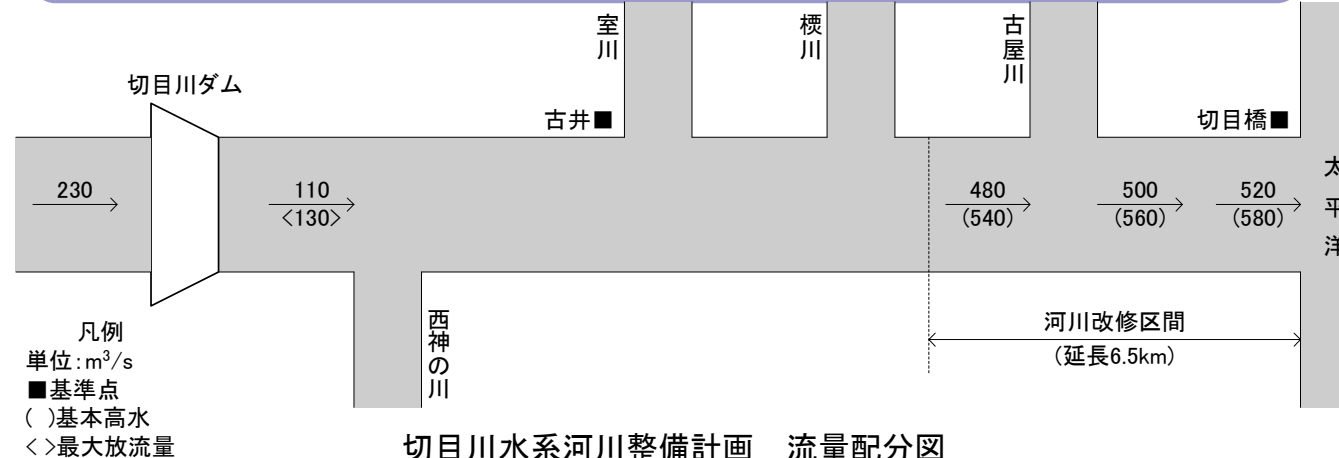 室川
榎川
古屋川
切目川ダム
古井■
切目橋■
230
110
<130>
480
(540)
500
(560)
520
(580)
太平洋
西神の川
河川改修区間
(延長6.5km)
凡例
単位:m³/s
■基準点
( )基本高水
< >最大放流量
切目川水系河川整備計画 流量配分図